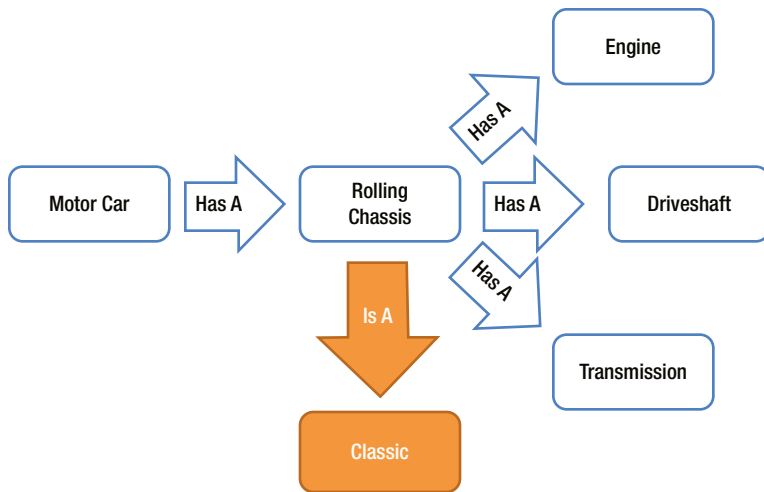 Engine
Has A
Motor Car
Has A
Rolling
Chassis
Has A
Driveshaft
Has A
Is A
Transmission
Classic